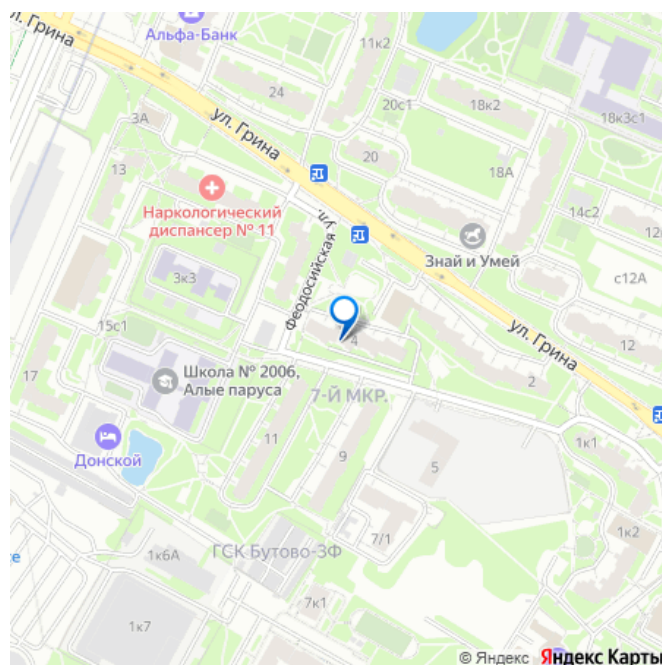 л. Грина
Альфа-Банк
11к2
24
20с1
18к2
18к3с1
3А
ул. Грина
20
18А
13
Наркологический
диспансер № 11
14с2
Феодосийская ул.
Знай и Умей
с12А
3к3
15с1
4
ул. Грина
12
17
Школа № 2006,
Алые паруса
7-Й МКР.
2
Донской
11
9
5
1к1
7/1
1к2
1к6А
ГСК Бутово-3Ф
7к1
1к7
© Яндекс Яндекс Карты